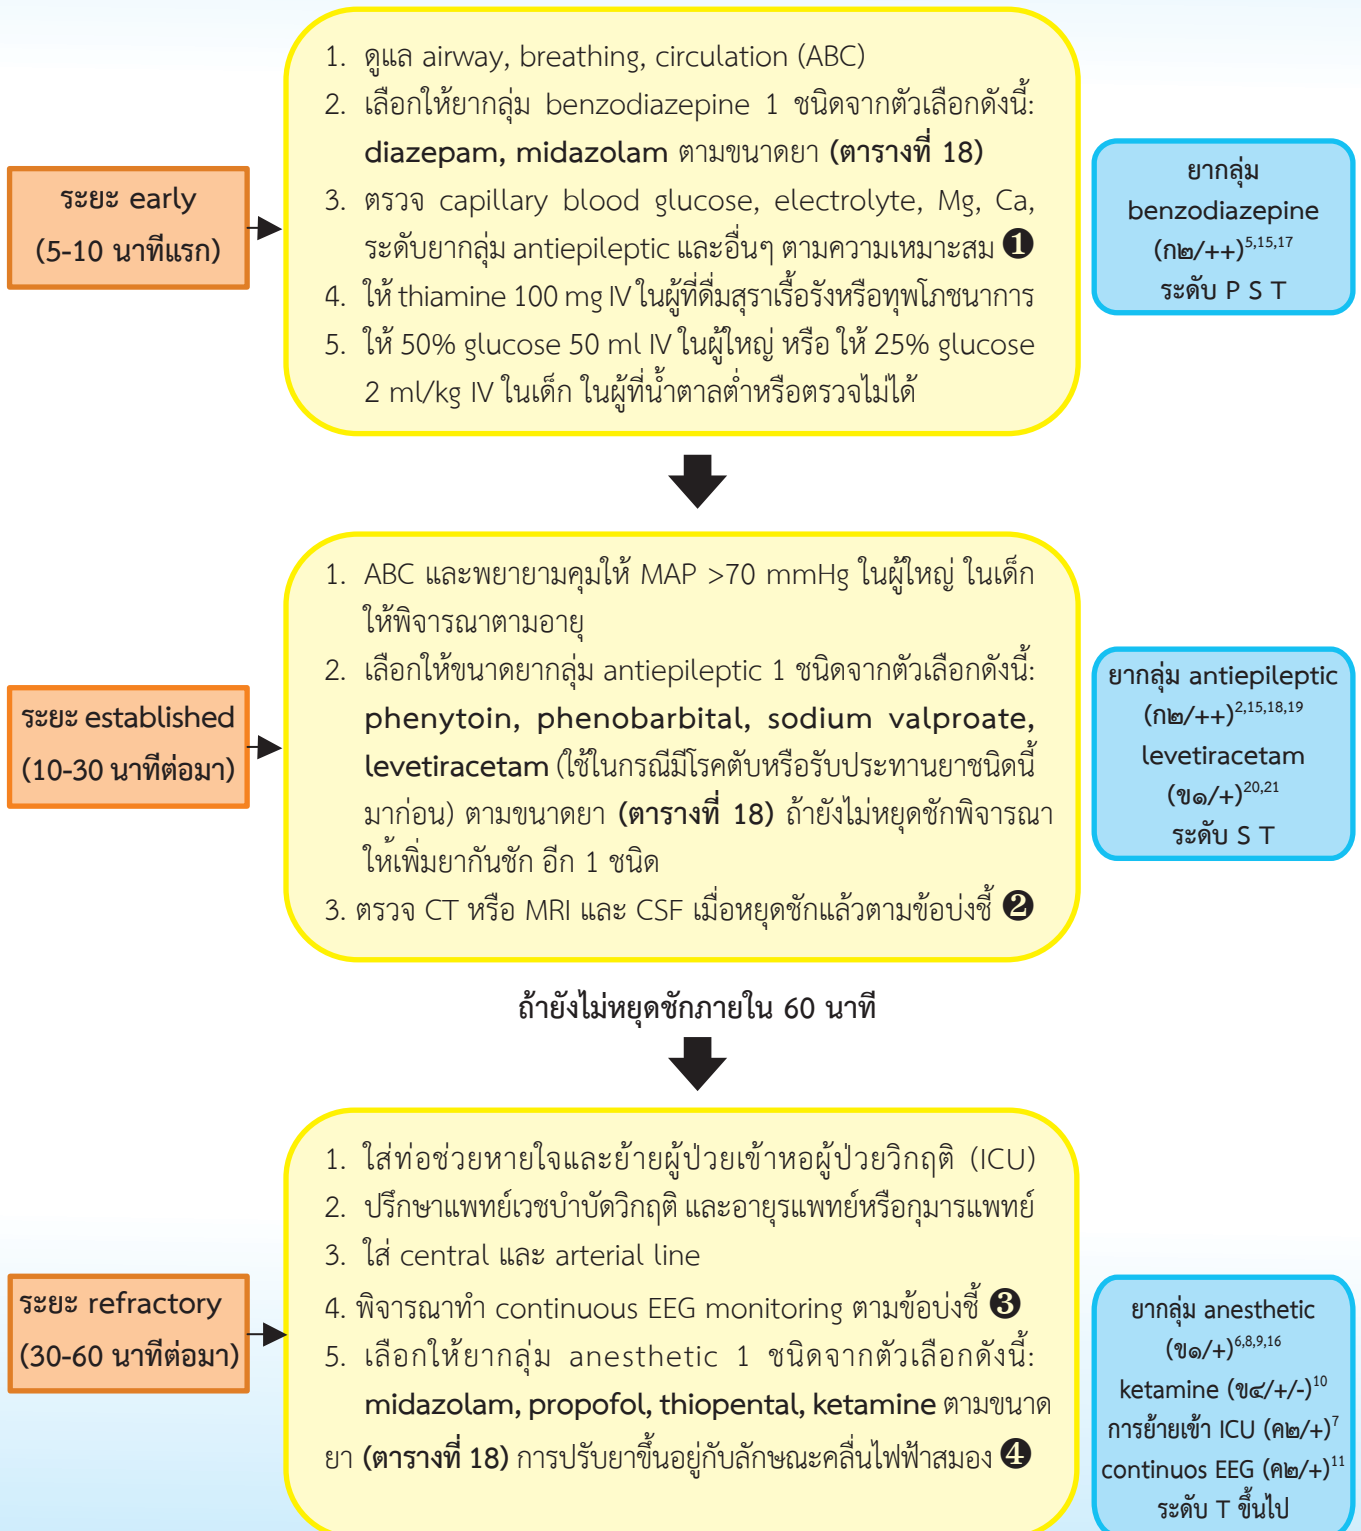 1. ดูแล airway, breathing, circulation (ABC)
2. เลือกให้ยากลุ่ม benzodiazepine 1 ชนิดจากตัวเลือกดังนี้:
diazepam, midazolam ตามขนาดยา (ตารางที่ 18)
3. ตรวจ capillary blood glucose, electrolyte, Mg, Ca,
ระดับยากลุ่ม antiepileptic และอื่นๆ ตามความเหมาะสม ❶
4. ให้ thiamine 100 mg IV ในผู้ที่ดื่มสุราเรื้อรังหรือทุพโภชนาการ
5. ให้ 50% glucose 50 ml IV ในผู้ใหญ่ หรือ ให้ 25% glucose
2 ml/kg IV ในเด็ก ในผู้ที่น้ำตาลต่ำหรือตรวจไม่ได้
ระยะ early
(5-10 นาทีแรก)
ยากลุ่ม
benzodiazepine
(ก๒/++)5,15,17
ระดับ P S T
1. ABC และพยายามคุมให้ MAP >70 mmHg ในผู้ใหญ่ ในเด็ก
ให้พิจารณาตามอายุ
2. เลือกให้ขนาดยากลุ่ม antiepileptic 1 ชนิดจากตัวเลือกดังนี้:
phenytoin, phenobarbital, sodium valproate,
levetiracetam (ใช้ในกรณีมีโรคตับหรือรับประทานยาชนิดนี้
มาก่อน) ตามขนาดยา (ตารางที่ 18) ถ้ายังไม่หยุดชักพิจารณา
ให้เพิ่มยากันชัก อีก 1 ชนิด
3. ตรวจ CT หรือ MRI และ CSF เมื่อหยุดชักแล้วตามข้อบ่งชี้ ❷
ระยะ established
(10-30 นาทีต่อมา)
ยากลุ่ม antiepileptic
(ก๒/++)2,15,18,19
levetiracetam
(ข๑/+)20,21
ระดับ S T
ถ้ายังไม่หยุดชักภายใน 60 นาที
1. ใส่ท่อช่วยหายใจและย้ายผู้ป่วยเข้าหอผู้ป่วยวิกฤติ (ICU)
2. ปรึกษาแพทย์เวชบำบัดวิกฤติ และอายุรแพทย์หรือกุมารแพทย์
3. ใส่ central และ arterial line
4. พิจารณาทำ continuous EEG monitoring ตามข้อบ่งชี้ ❸
5. เลือกให้ยากลุ่ม anesthetic 1 ชนิดจากตัวเลือกดังนี้:
midazolam, propofol, thiopental, ketamine ตามขนาด
ยา (ตารางที่ 18) การปรับยาขึ้นอยู่กับลักษณะคลื่นไฟฟ้าสมอง ❹
ระยะ refractory
(30-60 นาทีต่อมา)
ยากลุ่ม anesthetic
(ข๑/+)6,8,9,16
ketamine (ข๔/+/-)10
การย้ายเข้า ICU (ค๒/+)7
continuos EEG (ค๒/+)11
ระดับ T ขึ้นไป